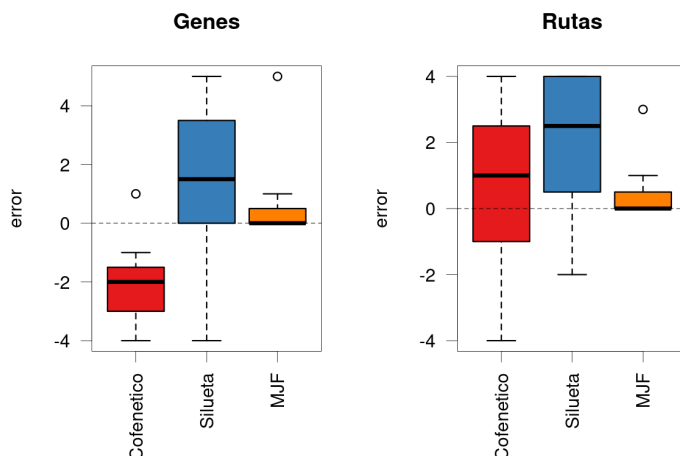 Genes
error
4
2
0
-2
-4
Cofenetico
Silueta
MJF
Rutas
error
4
2
0
-2
-4
Cofenetico
Silueta
MJF